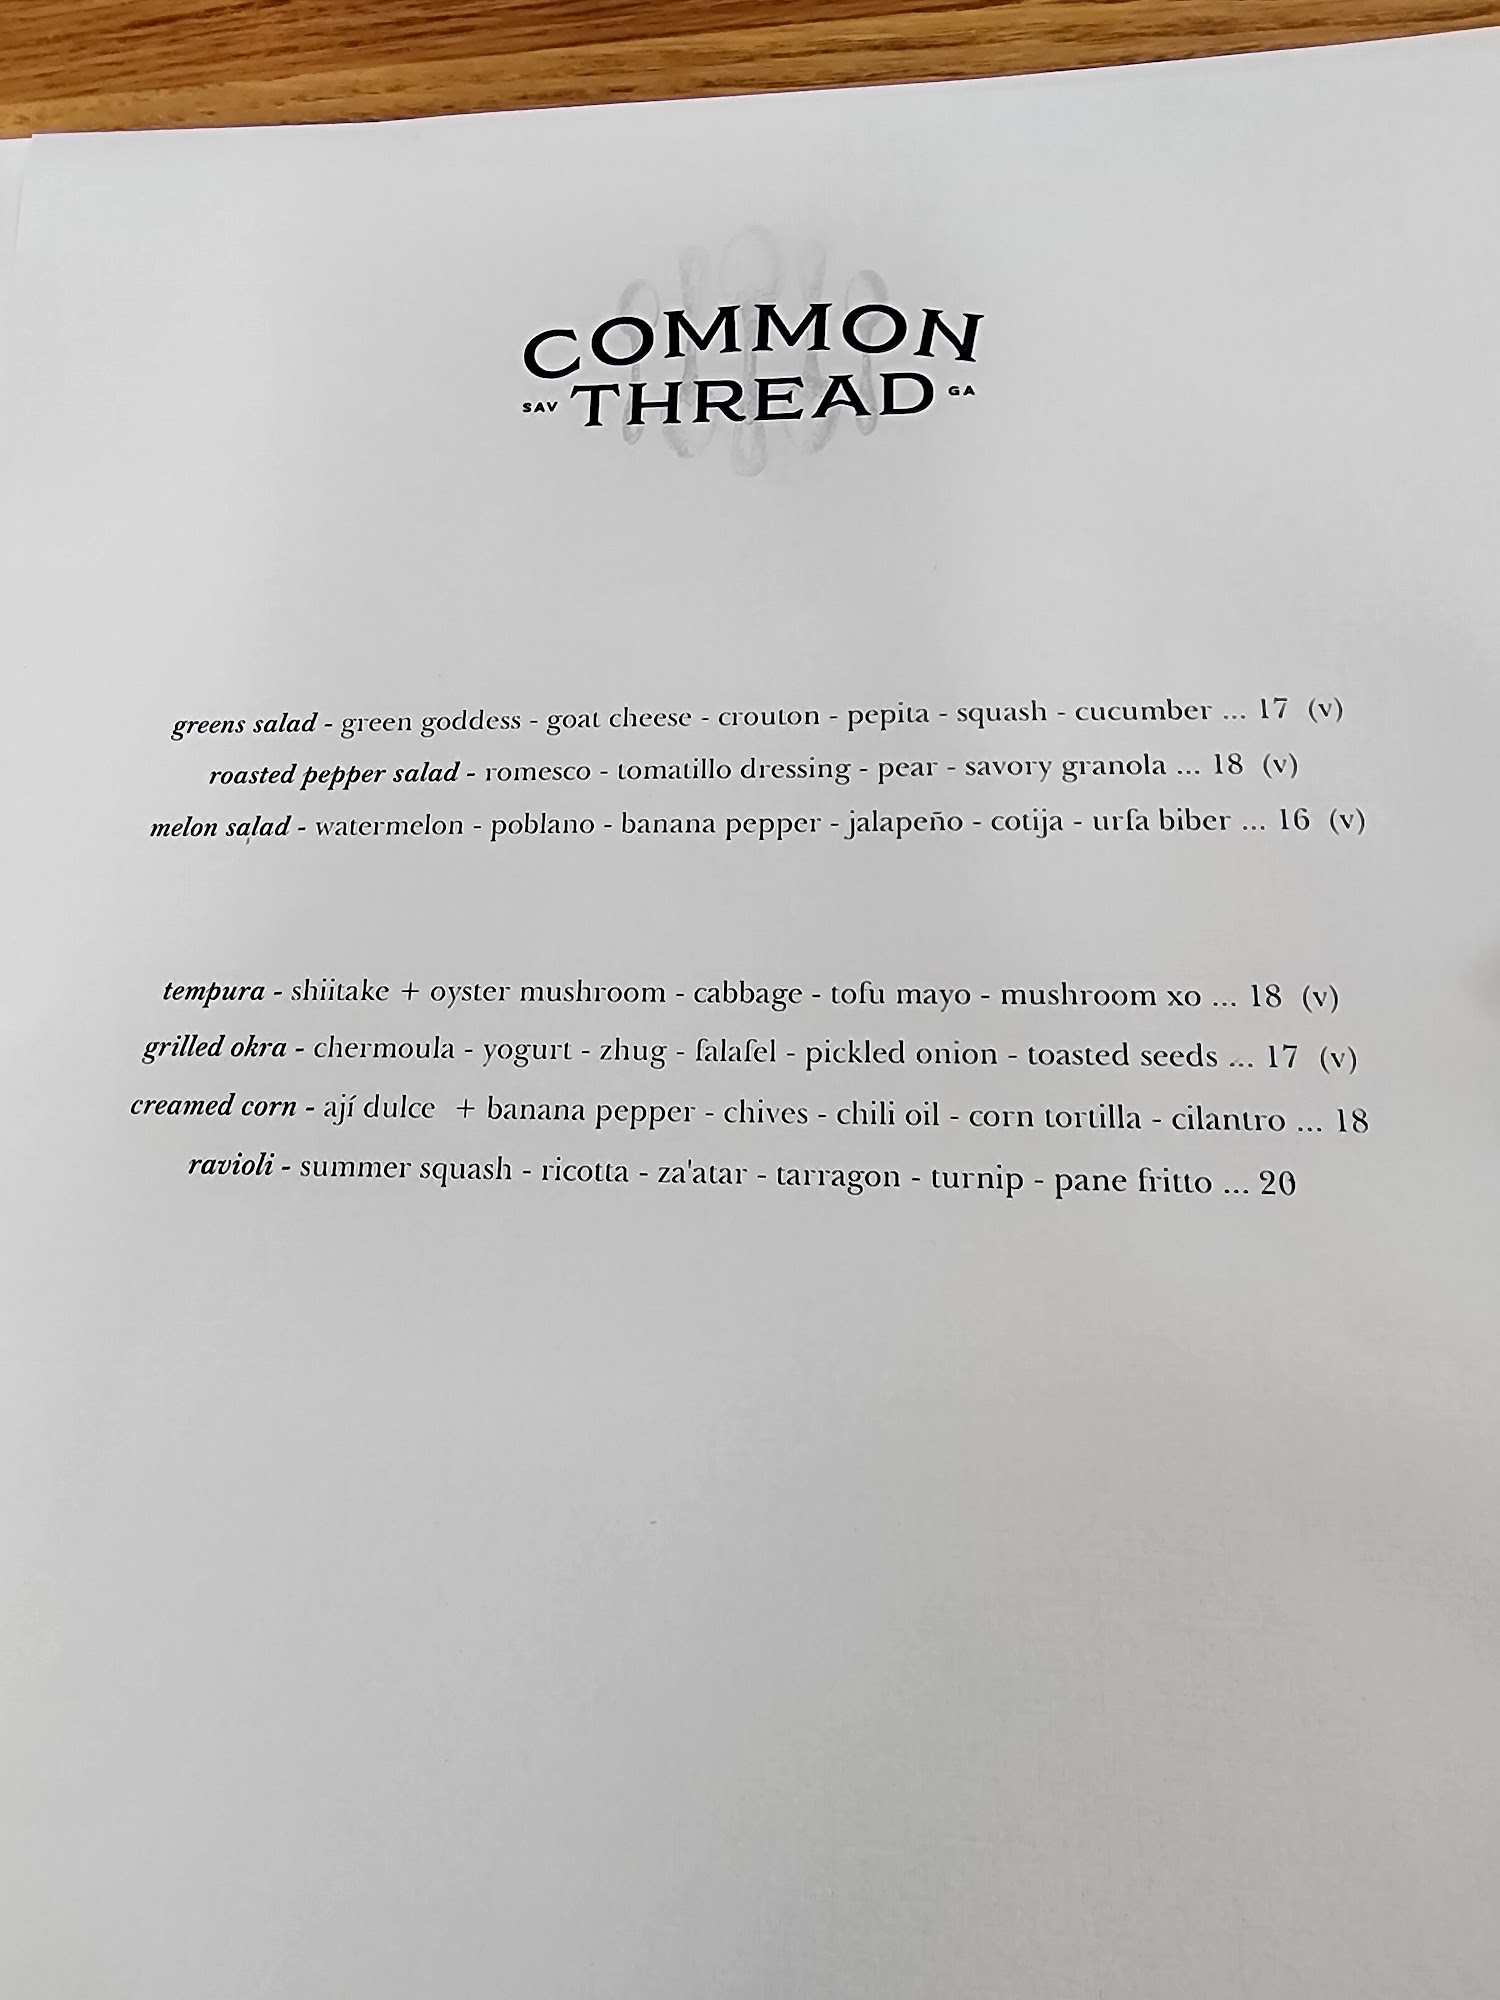 COMMON
SAV THREAD GA
greens salad - green goddess - goat cheese - crouton - pepita - squash - cucumber ... 17 (v)
roasted pepper salad - romesco - tomatillo dressing - pear - savory granola ... 18 (v)
melon salad - watermelon - poblano - banana pepper - jalapeño - cotija - urfa biber ... 16 (v)
tempura - shiitake + oyster mushroom - cabbage - tofu mayo - mushroom xo ... 18 (v)
grilled okra - chermoula - yogurt - zhug - falafel - pickled onion - toasted seeds ... 17 (v)
creamed corn - ají dulce + banana pepper - chives - chili oil - corn tortilla - cilantro ... 18
ravioli - summer squash - ricotta - za'atar - tarragon - turnip - pane fritto ... 20